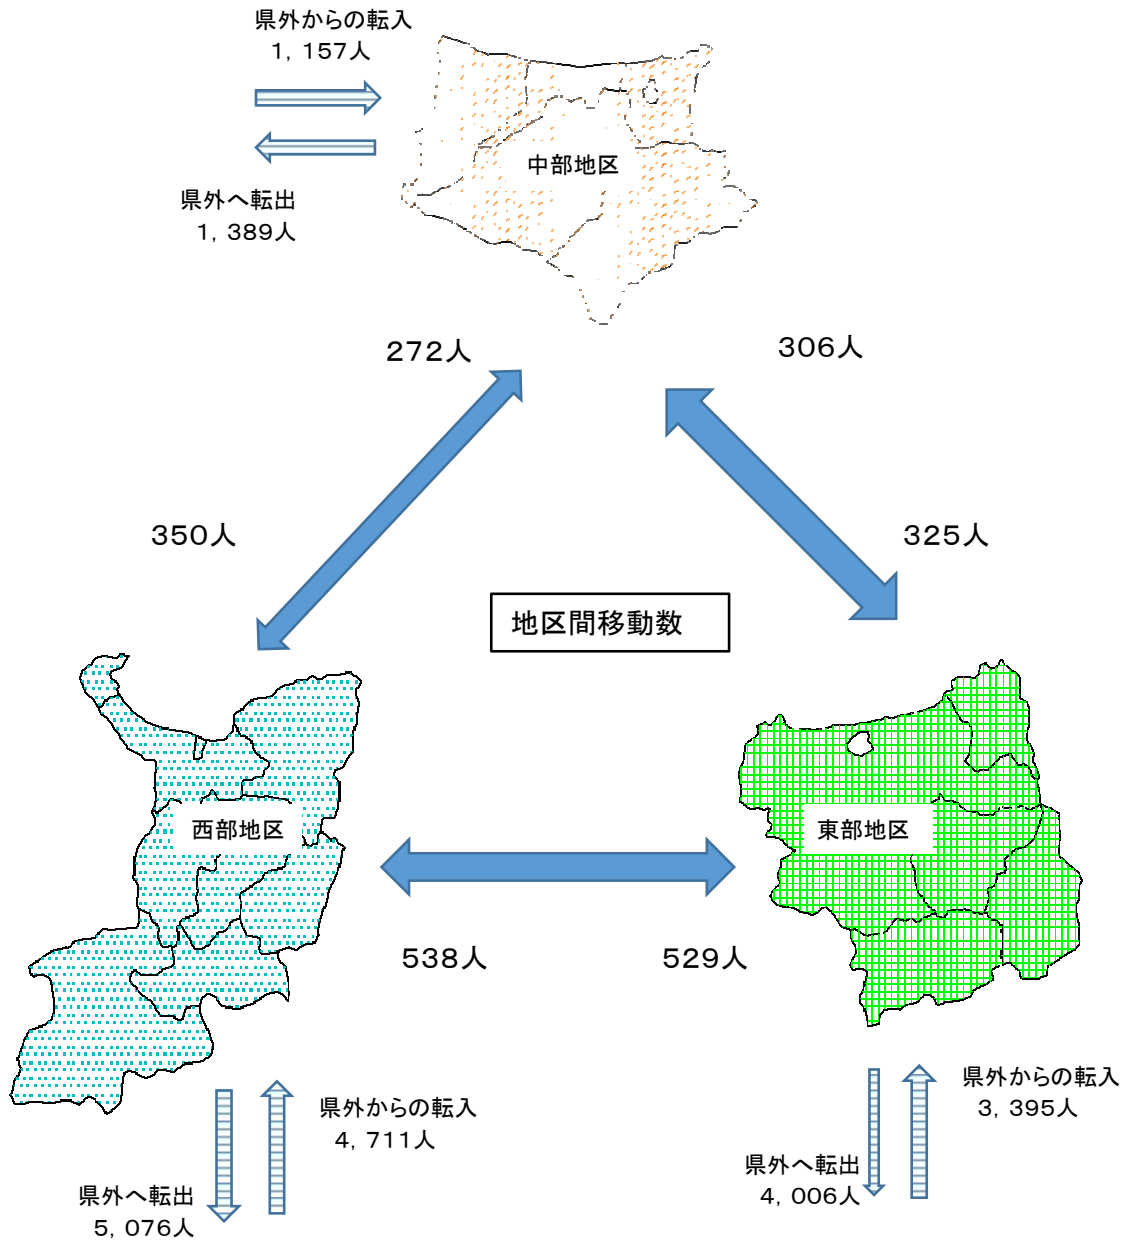 県外からの転入
1, 157人
中部地区
県外へ転出
1, 389人
272人
306人
350人
325人
地区間移動数
西部地区
東部地区
538人
529人
県外からの転入
4, 711人
県外へ転出
5, 076人
県外からの転入
3, 395人
県外へ転出
4, 006人